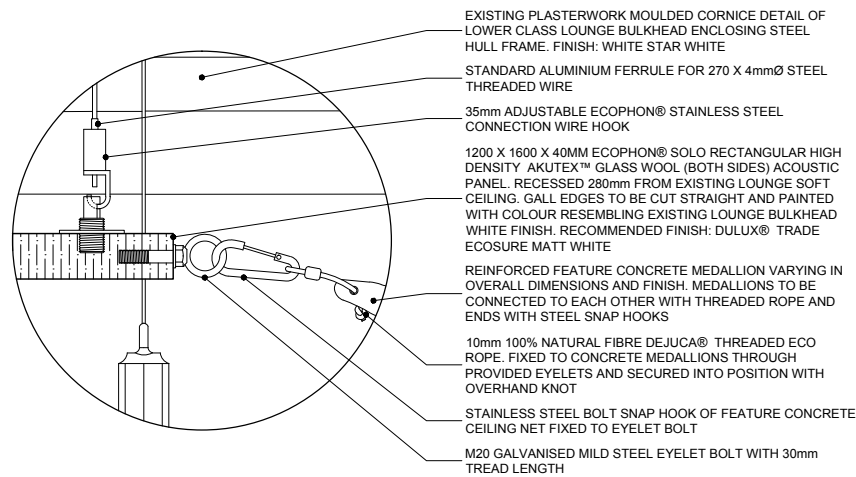 EXISTING PLASTERWORK MOULDED CORNICE DETAIL OF
LOWER CLASS LOUNGE BULKHEAD ENCLOSING STEEL
HULL FRAME. FINISH: WHITE STAR WHITE
STANDARD ALUMINIUM FERRULE FOR 270 X 4mmØ STEEL
THREADED WIRE
35mm ADJUSTABLE ECOPHON® STAINLESS STEEL
CONNECTION WIRE HOOK
1200 X 1600 X 40MM ECOPHON® SOLO RECTANGULAR HIGH
DENSITY AKUTEX™ GLASS WOOL (BOTH SIDES) ACOUSTIC
PANEL. RECESSED 280mm FROM EXISTING LOUNGE SOFT
CEILING. GALL EDGES TO BE CUT STRAIGHT AND PAINTED
WITH COLOUR RESEMBLING EXISTING LOUNGE BULKHEAD
WHITE FINISH. RECOMMENDED FINISH: DULUX® TRADE
ECOSURE MATT WHITE
REINFORCED FEATURE CONCRETE MEDALLION VARYING IN
OVERALL DIMENSIONS AND FINISH. MEDALLIONS TO BE
CONNECTED TO EACH OTHER WITH THREADED ROPE AND
ENDS WITH STEEL SNAP HOOKS
10mm 100% NATURAL FIBRE DEJUCA® THREADED ECO
ROPE. FIXED TO CONCRETE MEDALLIONS THROUGH
PROVIDED EYELETS AND SECURED INTO POSITION WITH
OVERHAND KNOT
STAINLESS STEEL BOLT SNAP HOOK OF FEATURE CONCRETE
CEILING NET FIXED TO EYELET BOLT
M20 GALVANISED MILD STEEL EYELET BOLT WITH 30mm
TREAD LENGTH